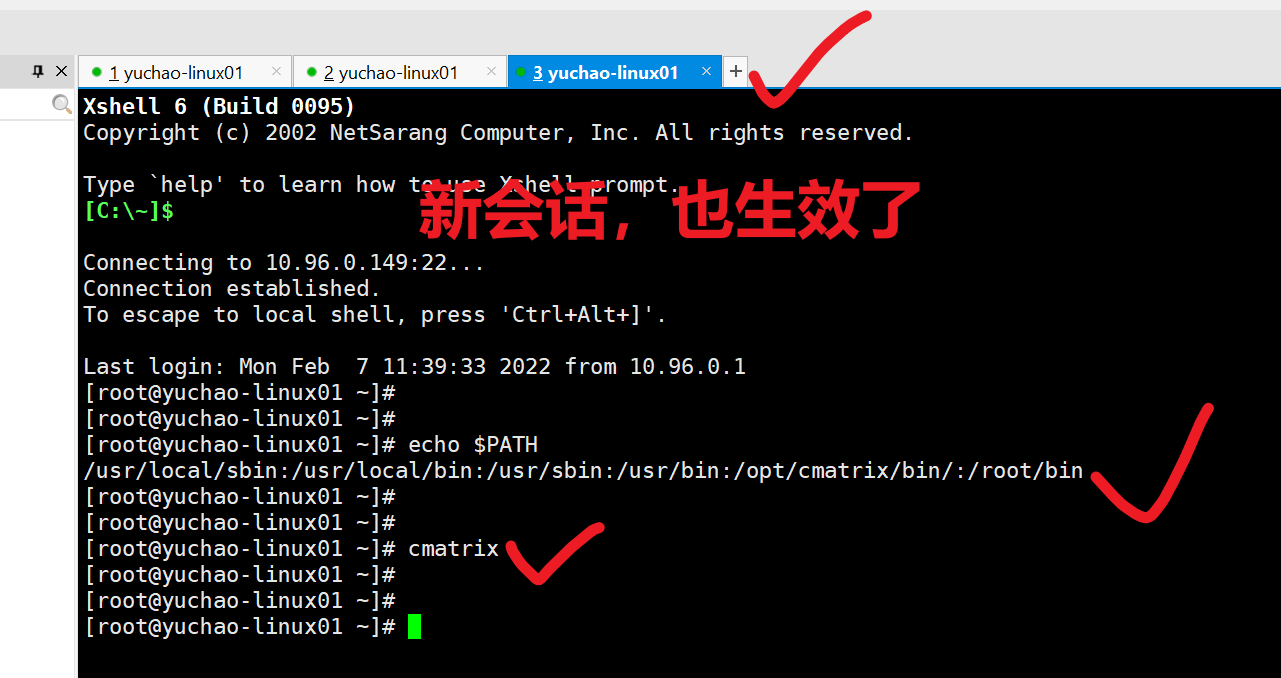 1 yuchao-linux01
2 yuchao-linux01
3 yuchao-linux01
Xshell 6 (Build 0095)
Copyright (c) 2002 NetSarang Computer, Inc. All rights reserved.
Type `help' to learn how to use Xshell prompt.
[C:\~]$
新会话，也生效了
Connecting to 10.96.0.149:22...
Connection established.
To escape to local shell, press 'Ctrl+Alt+]'.
Last login: Mon Feb  7 11:39:33 2022 from 10.96.0.1
[root@yuchao-linux01 ~]#
[root@yuchao-linux01 ~]#
[root@yuchao-linux01 ~]# echo $PATH
/usr/local/sbin:/usr/local/bin:/usr/sbin:/usr/bin:/opt/cmatrix/bin/:/root/bin
[root@yuchao-linux01 ~]#
[root@yuchao-linux01 ~]#
[root@yuchao-linux01 ~]# cmatrix
[root@yuchao-linux01 ~]#
[root@yuchao-linux01 ~]#
[root@yuchao-linux01 ~]#